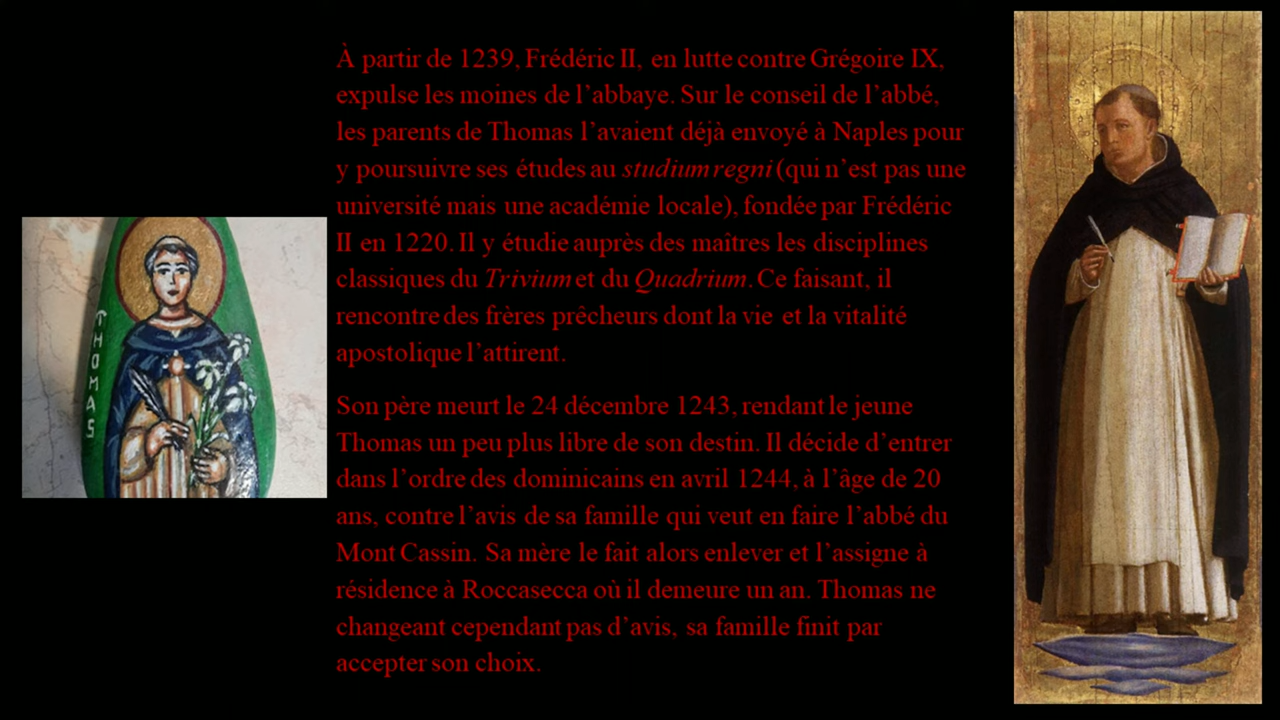 À partir de 1239, Frédéric II, en lutte contre Grégoire IX,
expulse les moines de l’abbaye. Sur le conseil de l’abbé,
les parents de Thomas l’avaient déjà envoyé à Naples pour
y poursuivre ses études au studium regni (qui n’est pas une
université mais une académie locale), fondée par Frédéric
II en 1220. Il y étudie auprès des maîtres les disciplines
classiques du Trivium et du Quadrium. Ce faisant, il
rencontre des frères prêcheurs dont la vie et la vitalité
apostolique l’attirent.
Son père meurt le 24 décembre 1243, rendant le jeune
Thomas un peu plus libre de son destin. Il décide d’entrer
dans l’ordre des dominicains en avril 1244, à l’âge de 20
ans, contre l’avis de sa famille qui veut en faire l’abbé du
Mont Cassin. Sa mère le fait alors enlever et l’assigne à
résidence à Roccasecca où il demeure un an. Thomas ne
changeant cependant pas d’avis, sa famille finit par
accepter son choix.
THOMAS